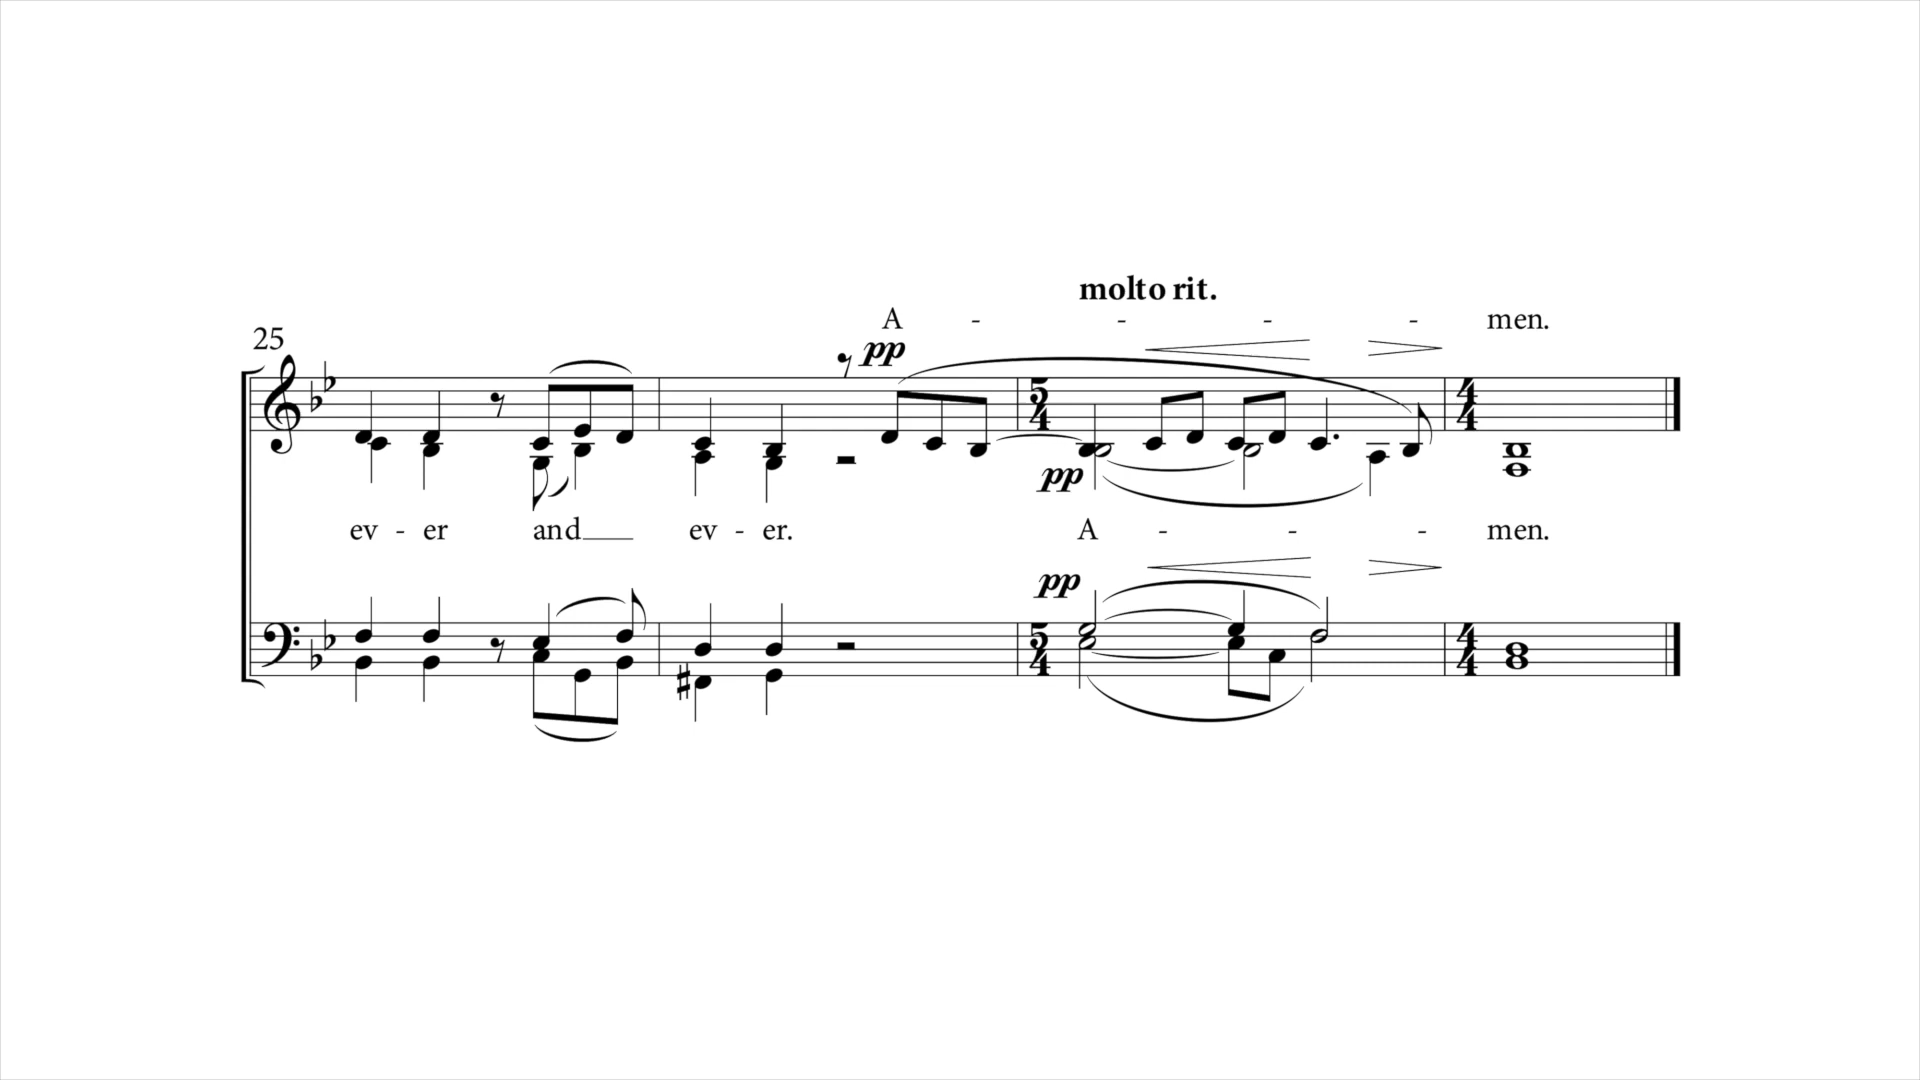 molto rit.
A - - - - men.
25
pp
5/4 4/4
ev - er and ev - er. A - - - men.
pp
pp
5/4 4/4